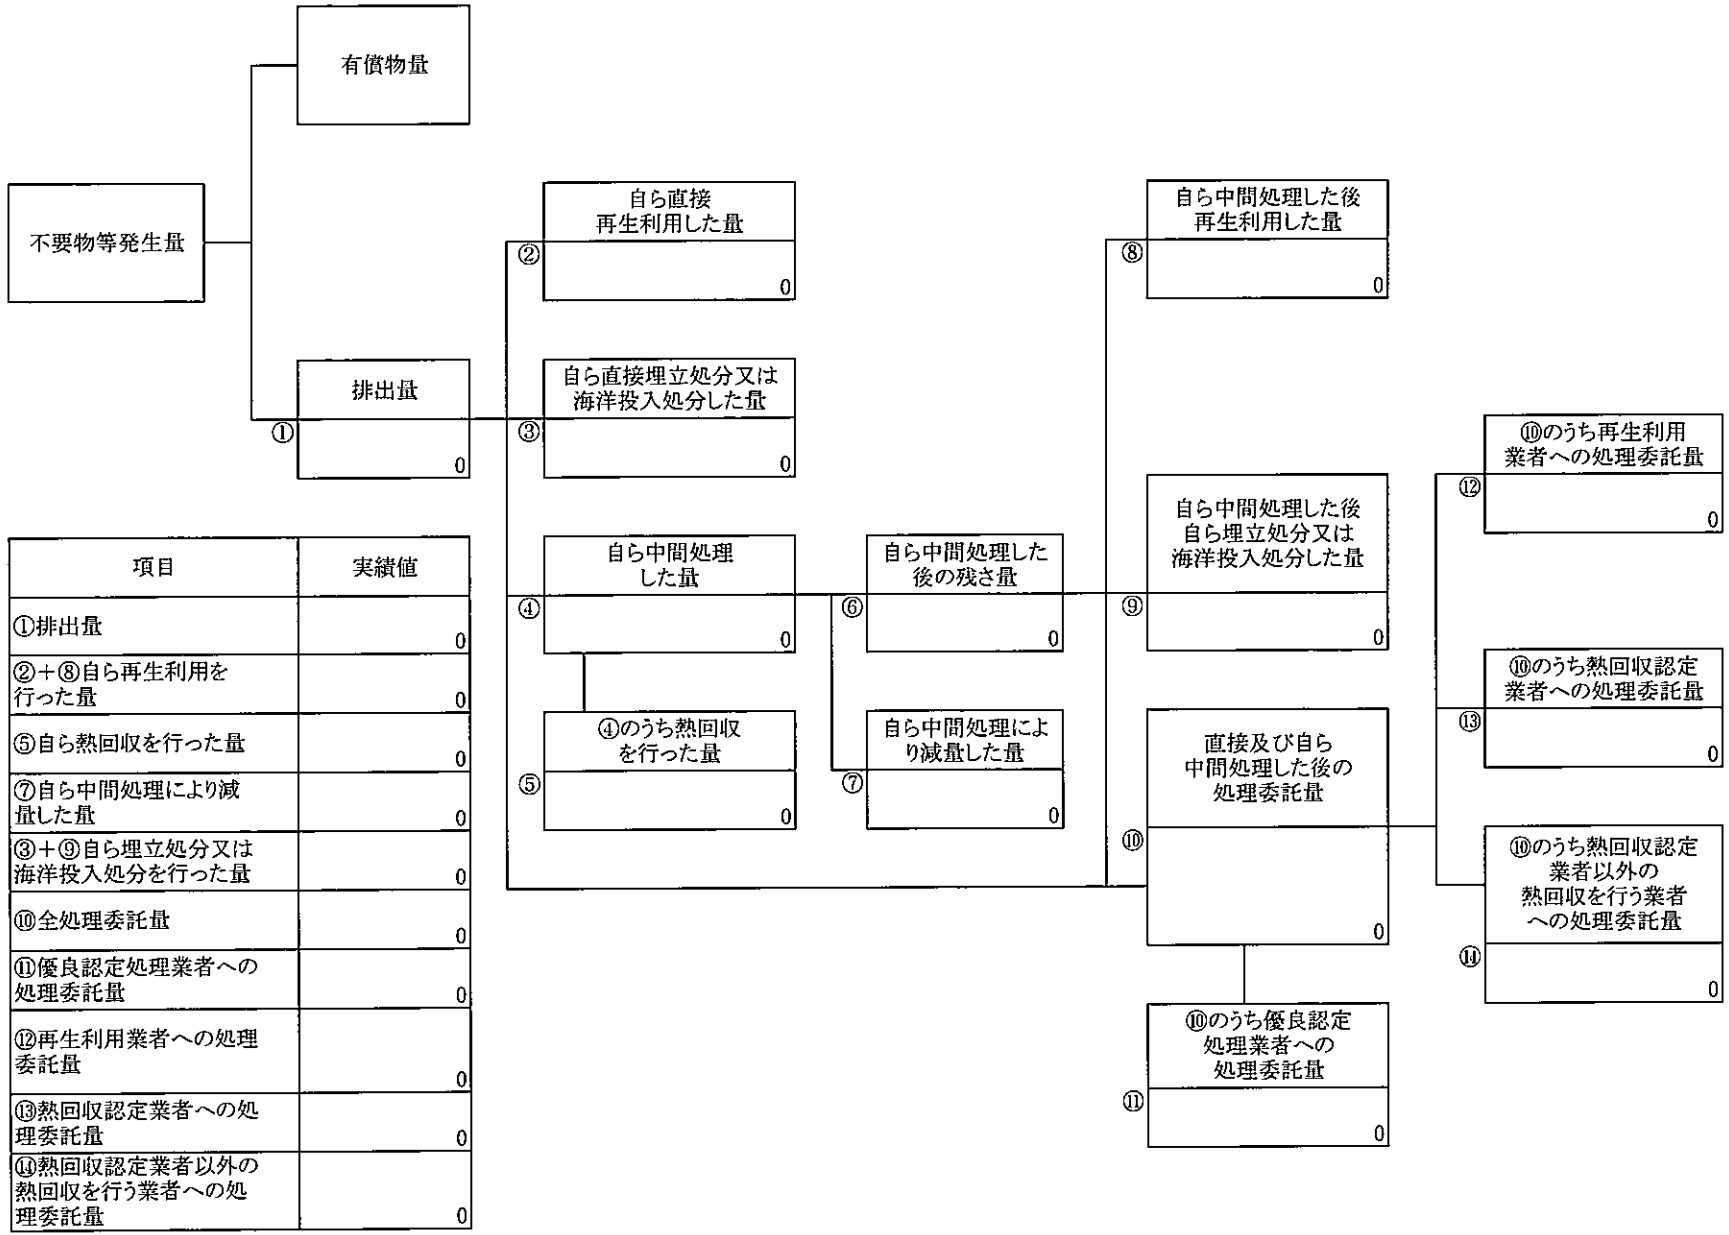 有償物量
不要物等発生量
排出量
①
0
自ら直接
再生利用した量
②
0
自ら直接埋立処分又は
海洋投入処分した量
③
0
自ら中間処理
した量
④
0
④のうち熱回収
を行った量
⑤
0
自ら中間処理した
後の残さ量
⑥
0
自ら中間処理によ
り減量した量
⑦
0
自ら中間処理した後
再生利用した量
⑧
0
自ら中間処理した後
自ら埋立処分又は
海洋投入処分した量
⑨
0
直接及び自ら
中間処理した後の
処理委託量
⑩
0
⑩のうち優良認定
処理業者への
処理委託量
⑪
0
⑩のうち再生利用
業者への処理委託量
⑫
0
⑩のうち熱回収認定
業者への処理委託量
⑬
0
⑩のうち熱回収認定
業者以外の
熱回収を行う業者
への処理委託量
⑭
0
項目 実績値
①排出量
0
②＋⑧自ら再生利用を
行った量
0
⑤自ら熱回収を行った量
0
⑦自ら中間処理により減
量した量
0
③＋⑨自ら埋立処分又は
海洋投入処分を行った量
0
⑩全処理委託量
0
⑪優良認定処理業者への
処理委託量
0
⑫再生利用業者への処理
委託量
0
⑬熱回収認定業者への処
理委託量
0
⑭熱回収認定業者以外の
熱回収を行う業者への処
理委託量
0